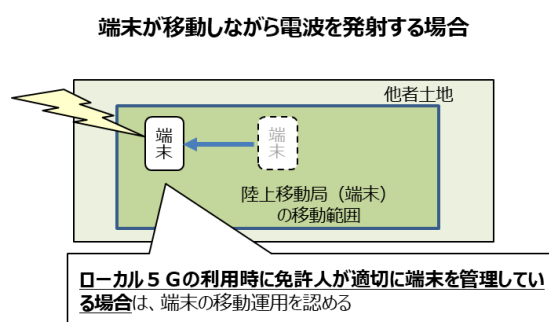 端末が移動しながら電波を発射する場合
他者土地
端
末
端
末
陸上移動局（端末）
の移動範囲
ローカル５Ｇの利用時に免許人が適切に端末を管理してい
る場合は、端末の移動運用を認める